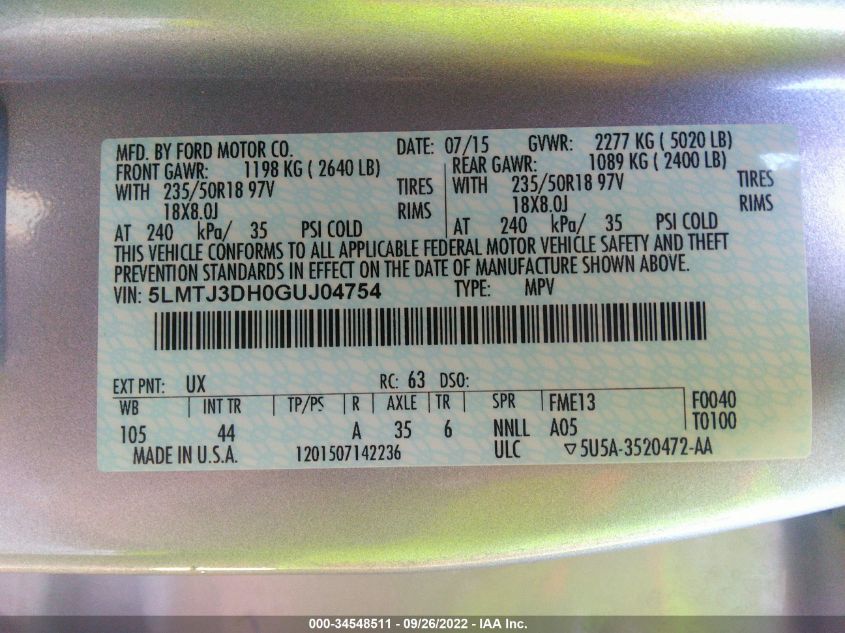 MFD. BY FORD MOTOR CO. DATE: 07/15 GVWR: 2277 KG ( 5020 LB)
FRONT GAWR: 1198 KG ( 2640 LB) REAR GAWR: 1089 KG ( 2400 LB)
WITH 235/50R18 97V TIRES WITH 235/50R18 97V TIRES
18X8.0J RIMS 18X8.0J RIMS
AT 240 kPa/ 35 PSI COLD AT 240 kPa/ 35 PSI COLD
THIS VEHICLE CONFORMS TO ALL APPLICABLE FEDERAL MOTOR VEHICLE SAFETY AND THEFT
PREVENTION STANDARDS IN EFFECT ON THE DATE OF MANUFACTURE SHOWN ABOVE.
VIN: 5LMTJ3DH0GUJ04754 TYPE: MPV
EXT PNT: UX RC: 63 DSO:
WB INT TR TP/PS R AXLE TR SPR FME13 F0040
105 44 A 35 6 NNLL A05 T0100
MADE IN U.S.A. 1201507142236 ULC ▽5U5A-3520472-AA
000-34548511 - 09/26/2022 - IAA Inc.